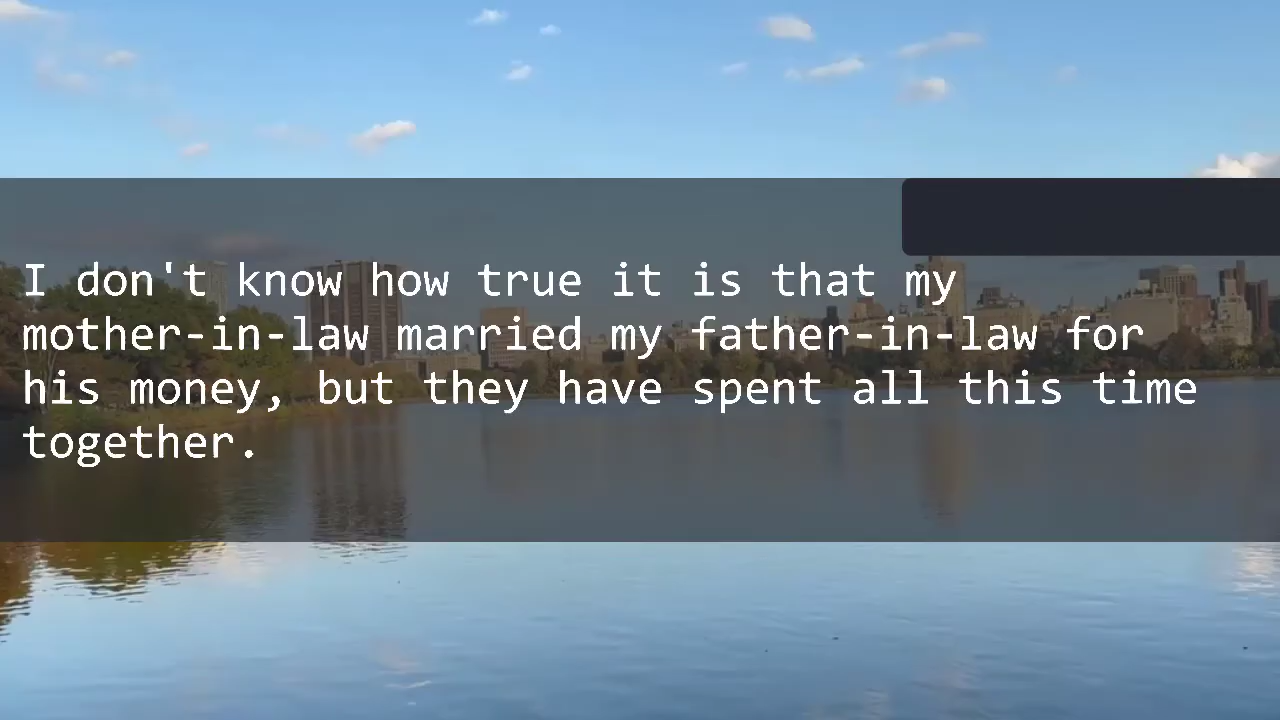 I don't know how true it is that my
mother-in-law married my father-in-law for
his money, but they have spent all this time
together.